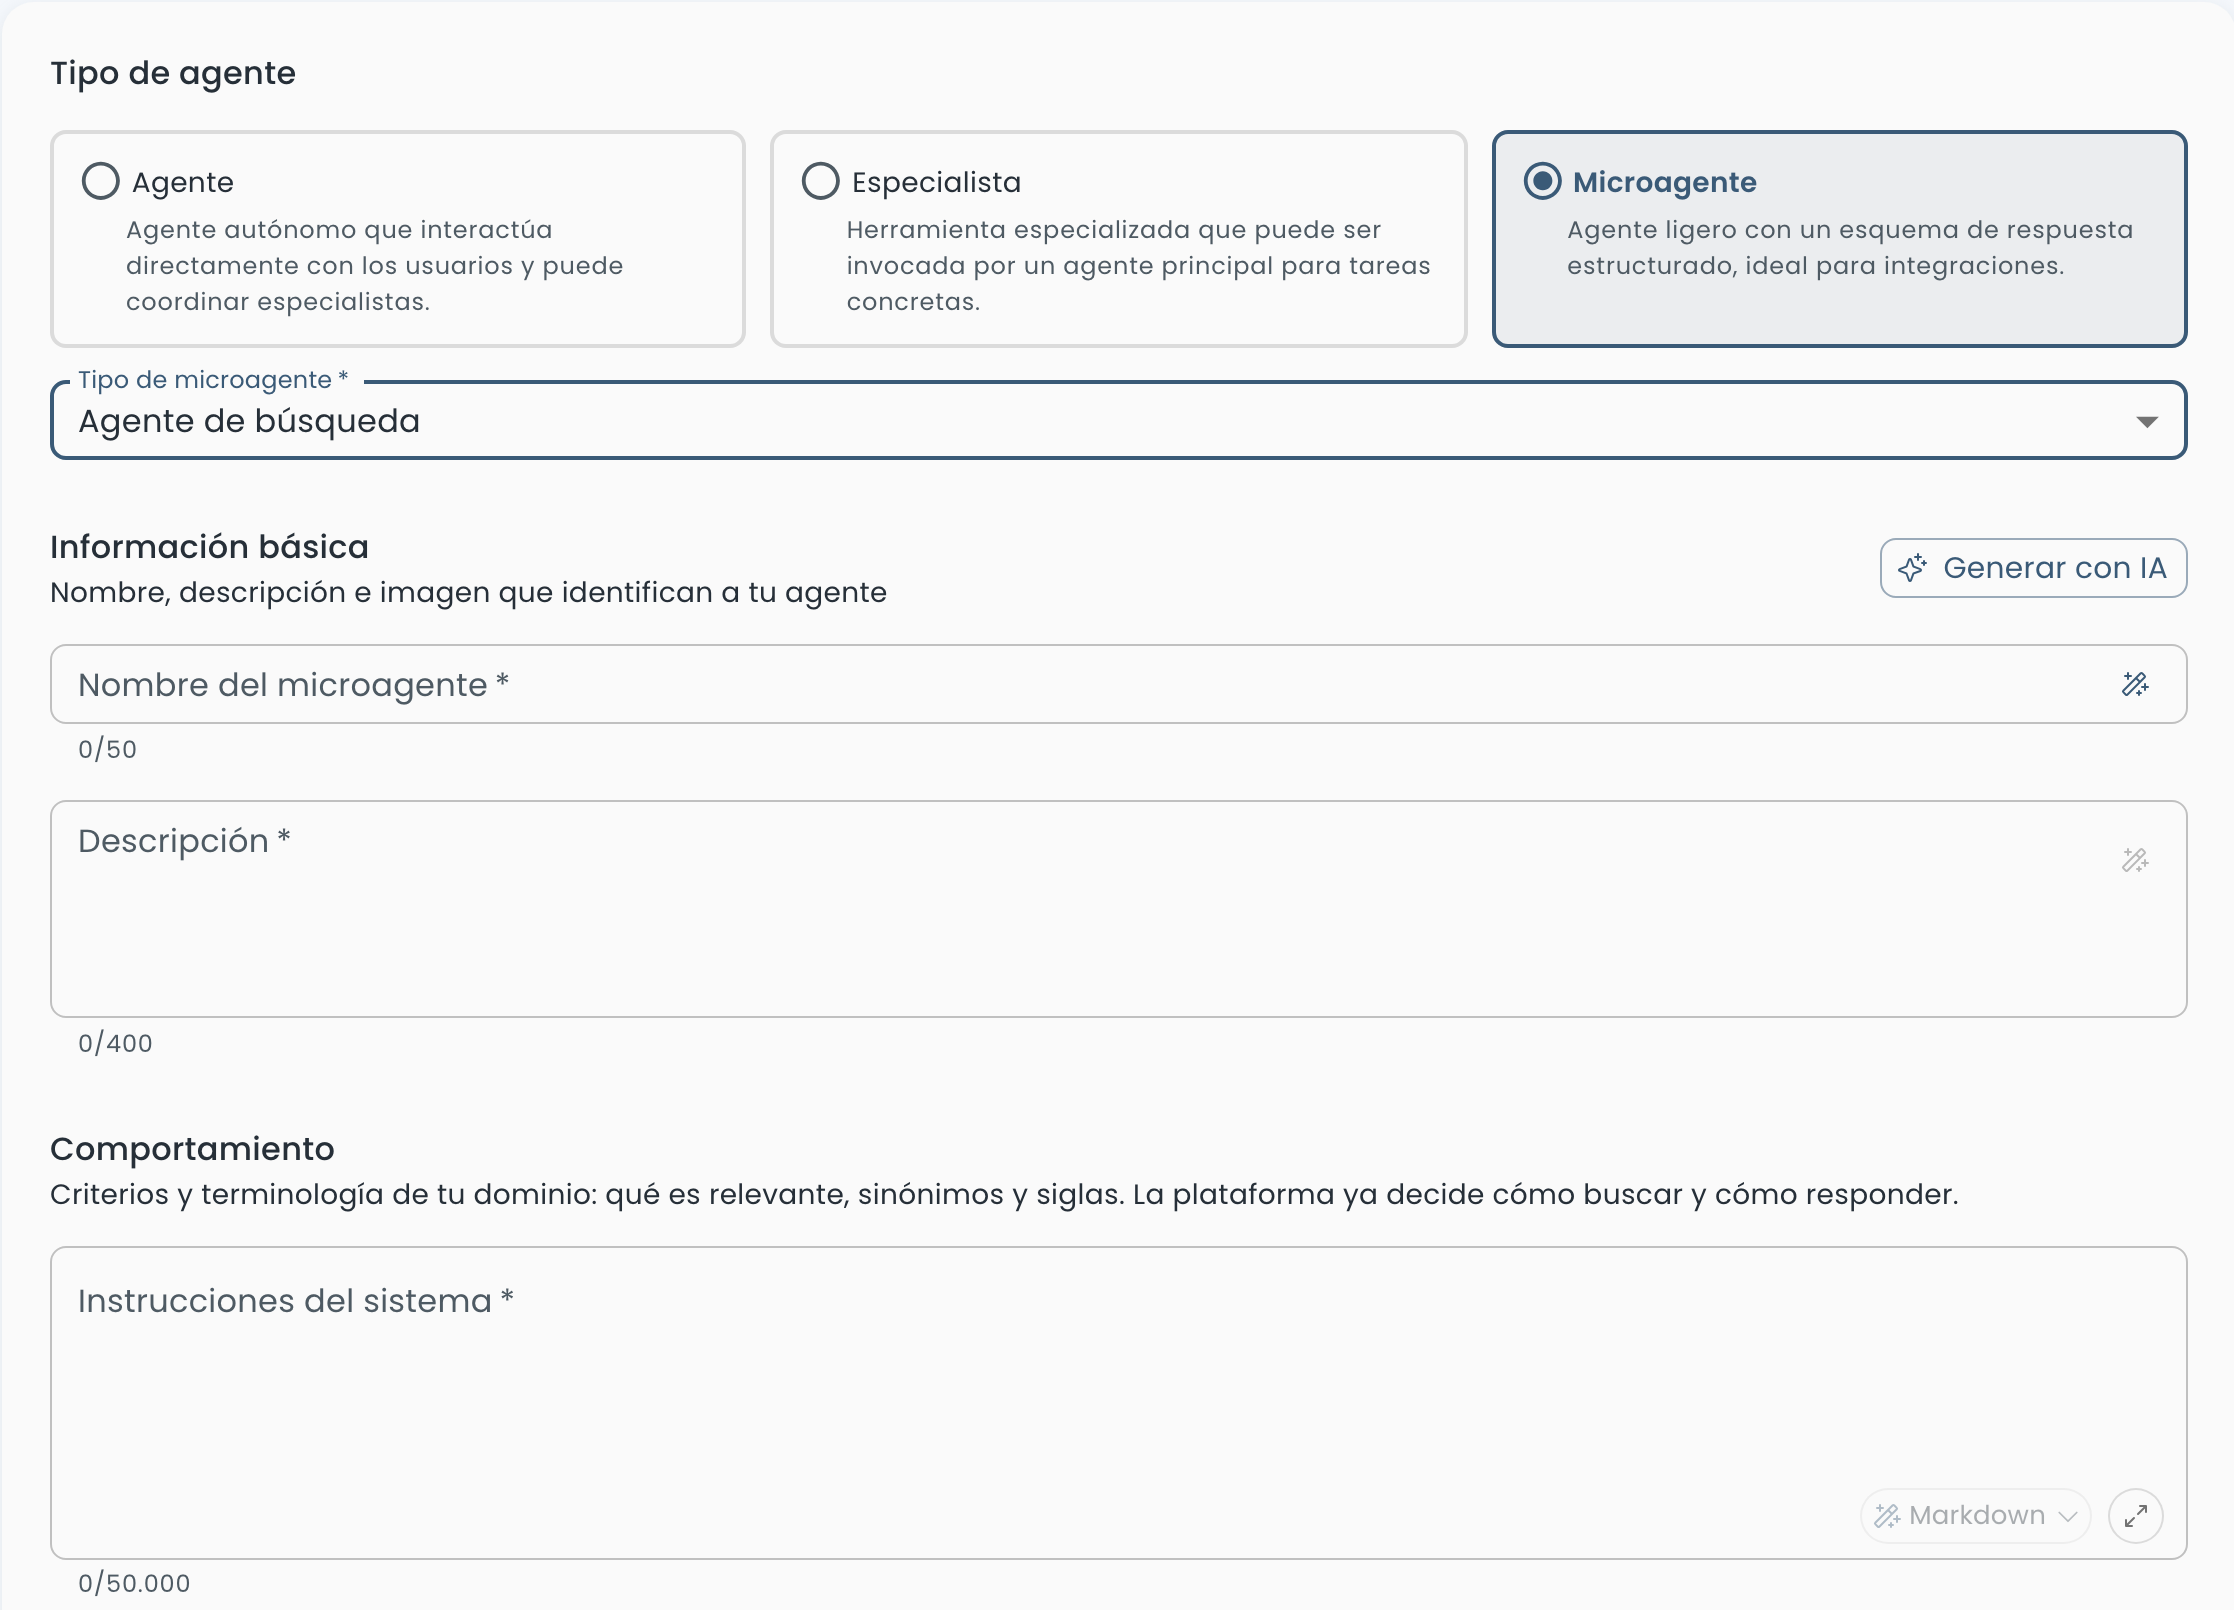 Tipo de agente
Agente
Agente autónomo que interactúa
directamente con los usuarios y puede
coordinar especialistas.
Especialista
Herramienta especializada que puede ser
invocada por un agente principal para tareas
concretas.
Microagente
Agente ligero con un esquema de respuesta
estructurado, ideal para integraciones.
Tipo de microagente *
Agente de búsqueda
Información básica
Nombre, descripción e imagen que identifican a tu agente
Generar con IA
Nombre del microagente *
0/50
Descripción *
0/400
Comportamiento
Criterios y terminología de tu dominio: qué es relevante, sinónimos y siglas. La plataforma ya decide cómo buscar y cómo responder.
Instrucciones del sistema *
Markdown
0/50.000